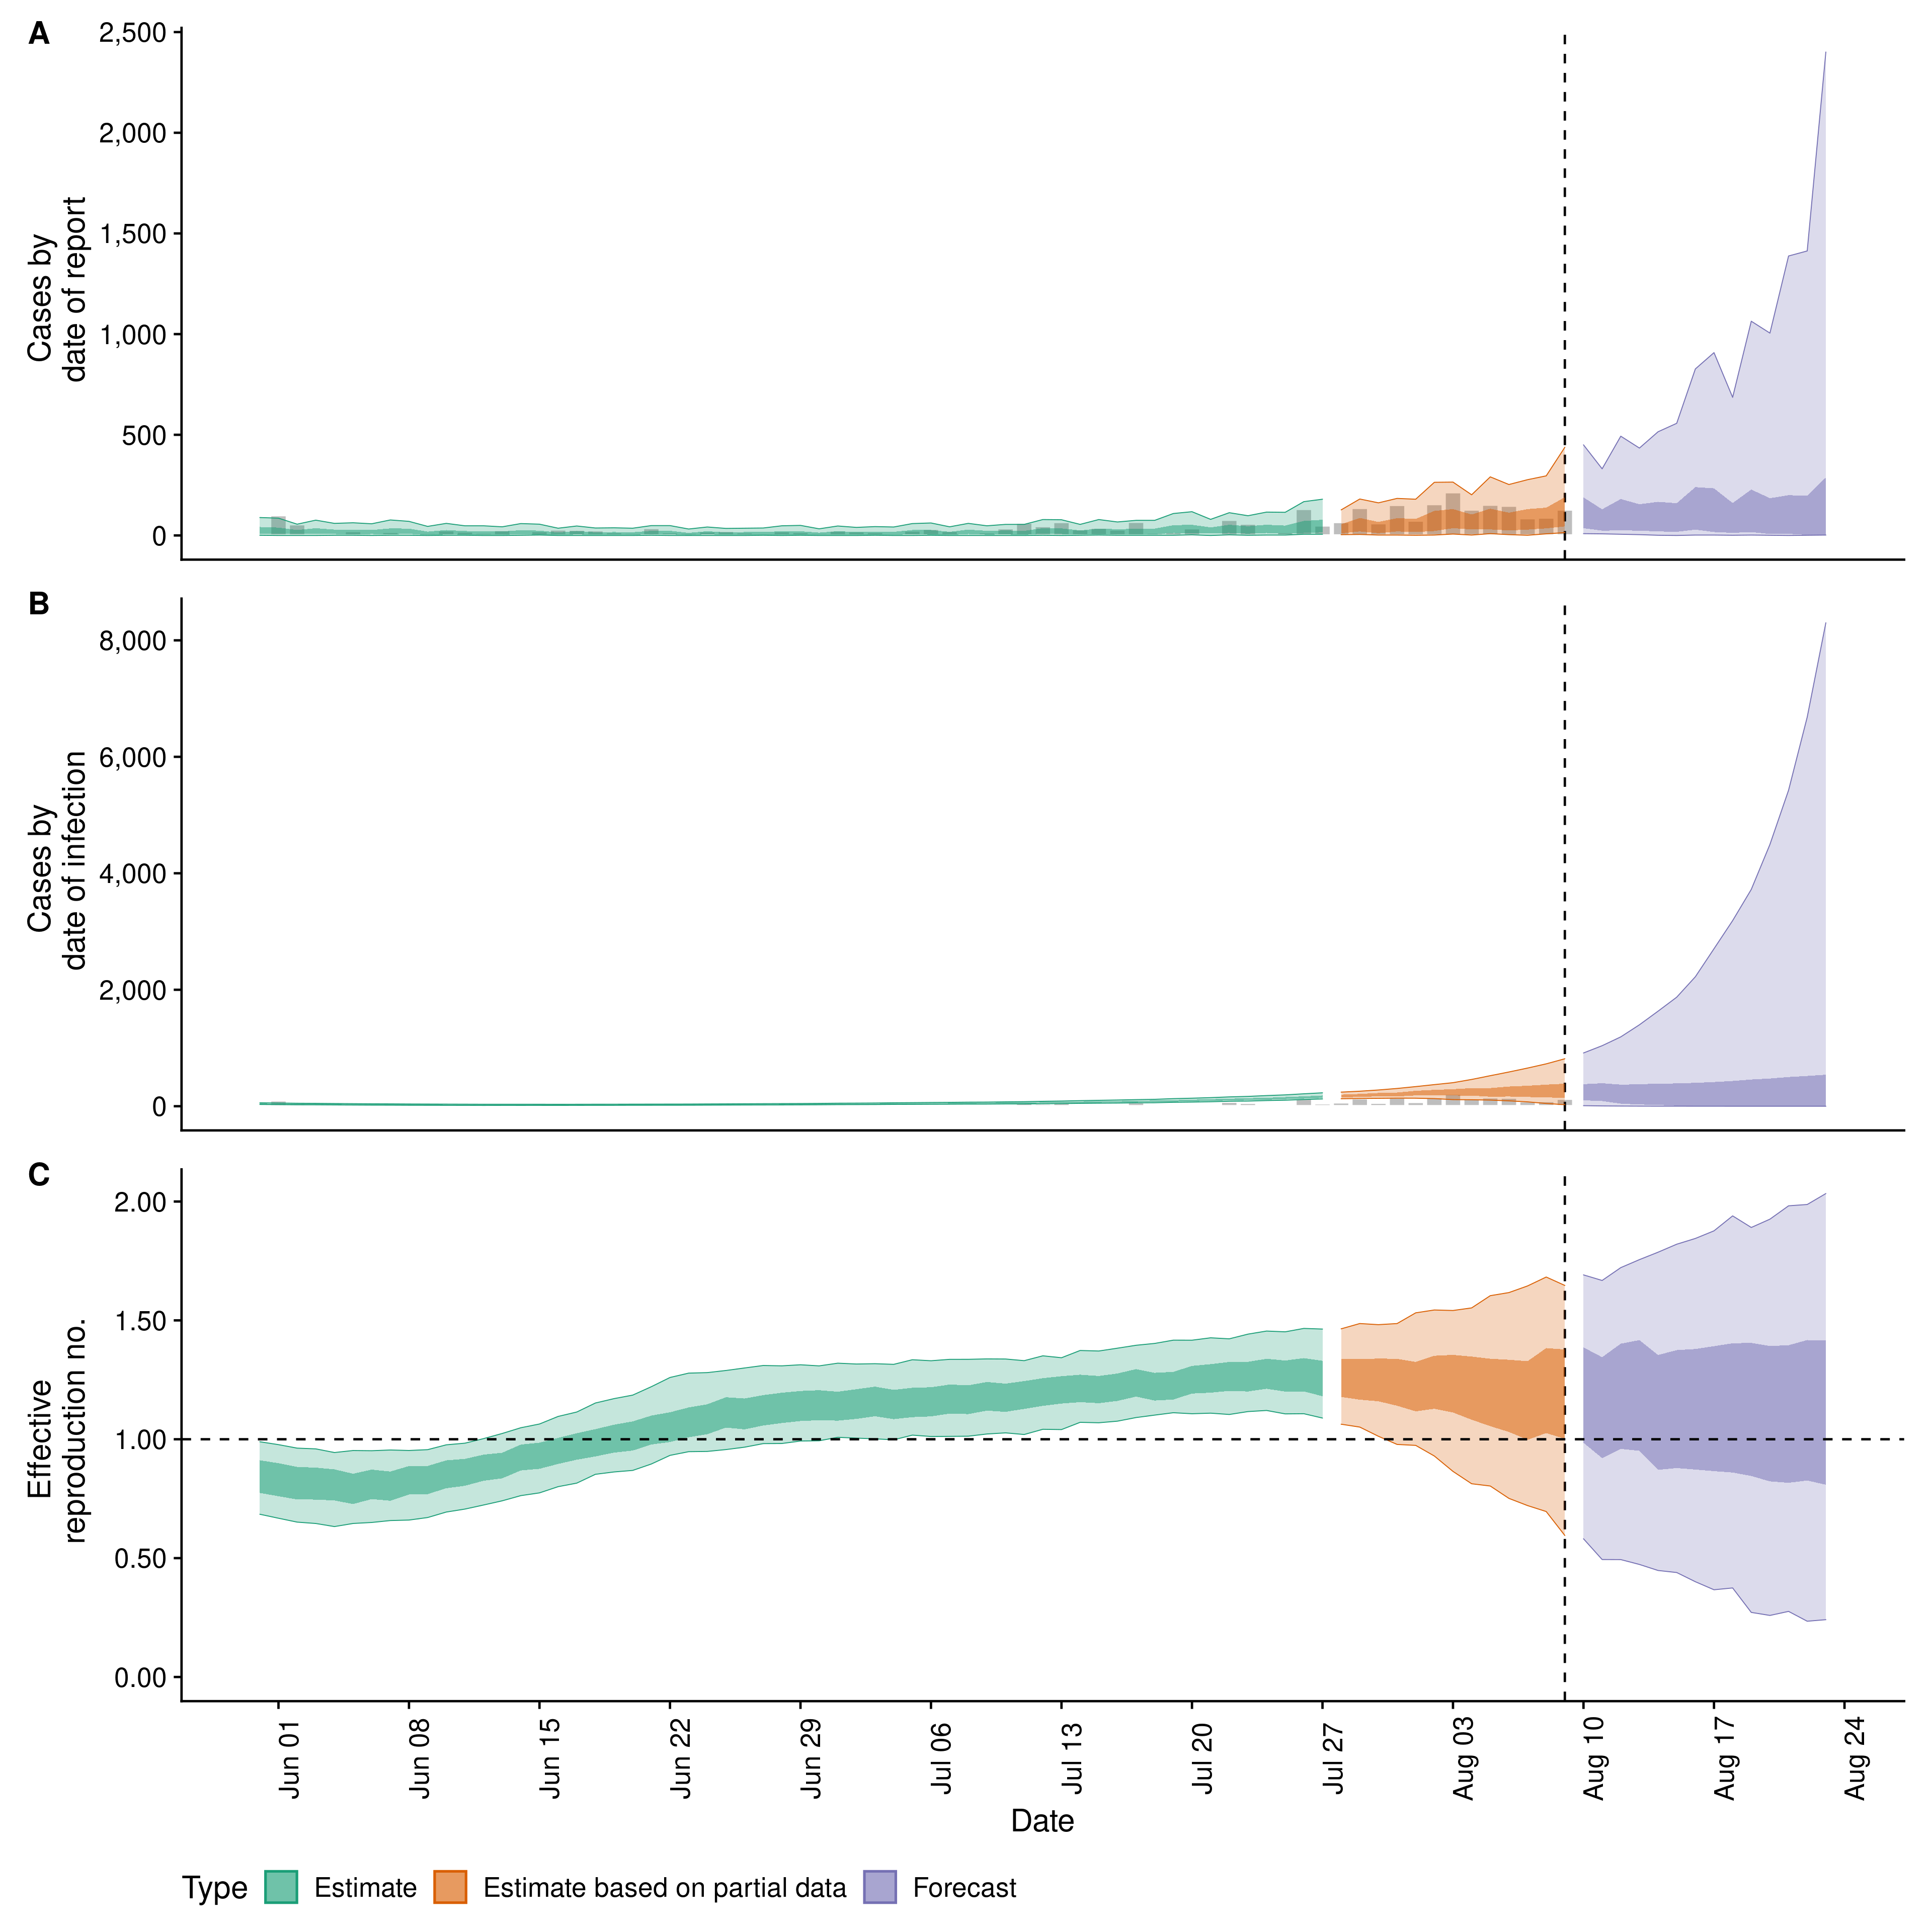 A
2,500
2,000
1,500
1,000
500
0
Cases by
date of report
B
8,000
6,000
4,000
2,000
0
Cases by
date of infection
C
2.00
1.50
1.00
0.50
0.00
Effective
reproduction no.
Jun 01
Jun 08
Jun 15
Jun 22
Jun 29
Jul 06
Jul 13
Jul 20
Jul 27
Aug 03
Aug 10
Aug 17
Aug 24
Date
Type Estimate Estimate based on partial data Forecast